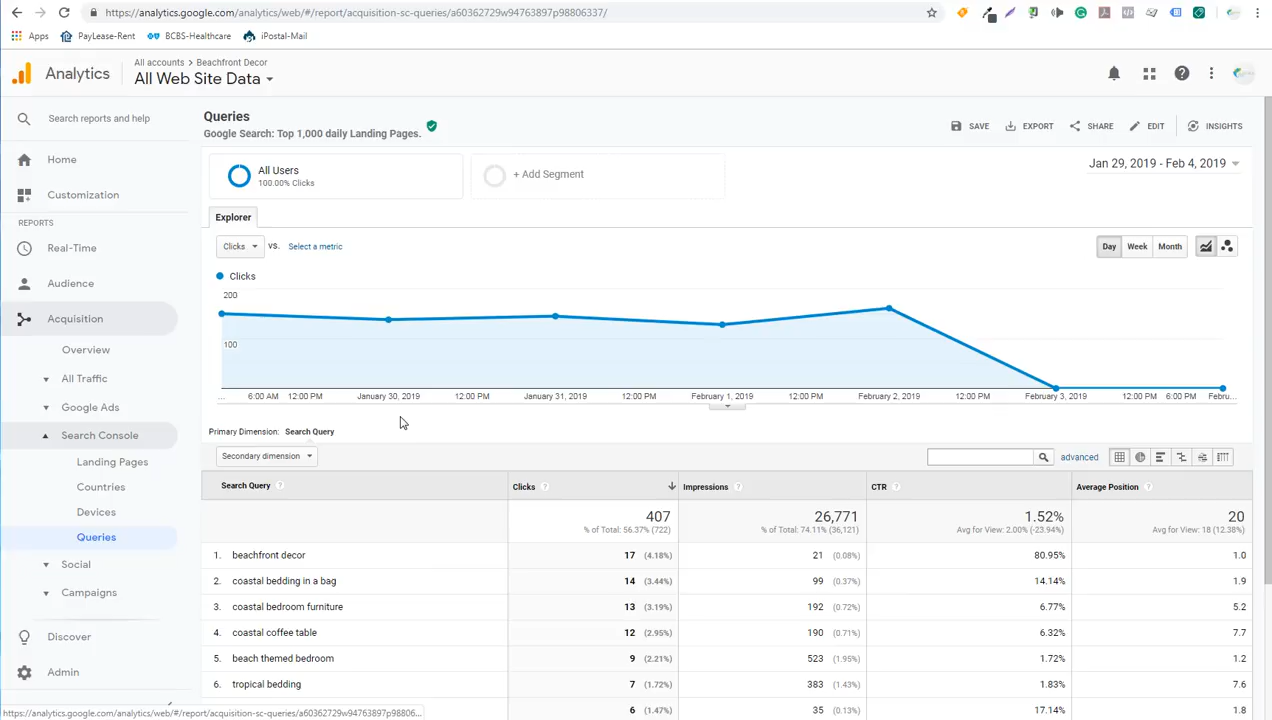 https://analytics.google.com/analytics/web/#/report/acquisition-sc-queries/a60362729w94763897p98806337/
Apps PayLease-Rent BCBS-Healthcare iPostal-Mail
Analytics
All accounts > Beachfront Decor
All Web Site Data
Search reports and help
Home
Customization
REPORTS
Real-Time
Audience
Acquisition
Overview
All Traffic
Google Ads
Search Console
Landing Pages
Countries
Devices
Queries
Social
Campaigns
Discover
Admin
Queries
Google Search: Top 1,000 daily Landing Pages.
SAVE EXPORT SHARE EDIT INSIGHTS
All Users
100.00% Clicks
+ Add Segment
Jan 29, 2019 - Feb 4, 2019
Explorer
Clicks vs. Select a metric
Day Week Month
Clicks
200
100
... 6:00 AM 12:00 PM January 30, 2019 12:00 PM January 31, 2019 12:00 PM February 1, 2019 12:00 PM February 2, 2019 12:00 PM February 3, 2019 12:00 PM 6:00 PM Febru...
Primary Dimension: Search Query
Secondary dimension
advanced
Search Query ? Clicks ? Impressions ? CTR ? Average Position ?
407 26,771 1.52% 20
% of Total: 56.37% (722) % of Total: 74.11% (36,121) Avg for View: 2.00% (-23.94%) Avg for View: 18 (12.38%)
1. beachfront decor 17 (4.18%) 21 (0.08%) 80.95% 1.0
2. coastal bedding in a bag 14 (3.44%) 99 (0.37%) 14.14% 1.9
3. coastal bedroom furniture 13 (3.19%) 192 (0.72%) 6.77% 5.2
4. coastal coffee table 12 (2.95%) 190 (0.71%) 6.32% 7.7
5. beach themed bedroom 9 (2.21%) 523 (1.95%) 1.72% 1.2
6. tropical bedding 7 (1.72%) 383 (1.43%) 1.83% 7.6
6 (1.47%) 35 (0.13%) 17.14% 1.8
https://analytics.google.com/analytics/web/#/report/acquisition-sc-queries/a60362729w94763897p98806...